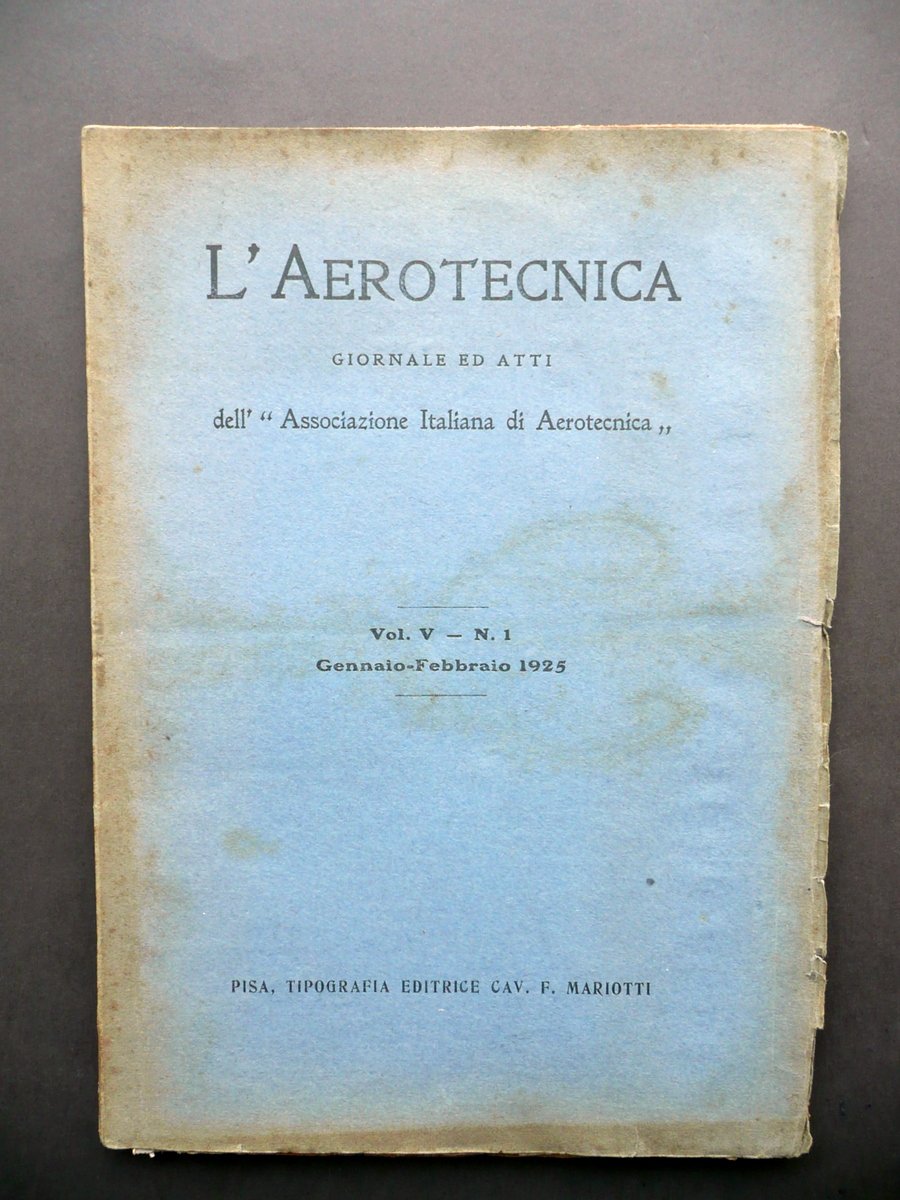 L'AEROTECNICA
GIORNALE ED ATTI
dell' “ Associazione Italiana di Aerotecnica „
Vol. V — N. 1
Gennaio-Febbraio 1925
PISA, TIPOGRAFIA EDITRICE CAV. F. MARIOTTI